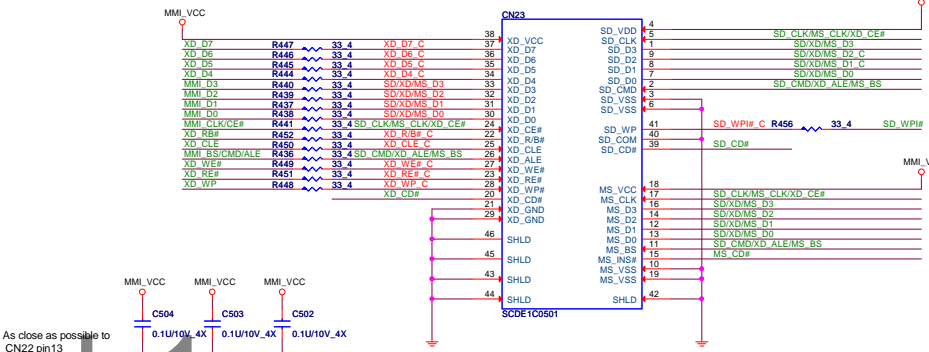 MMI_VCC
CN23
XD_D7 R447 33_4 XD_D7_C
XD_D6 R446 33_4 XD_D6_C
XD_D5 R445 33_4 XD_D5_C
XD_D4 R444 33_4 XD_D4_C
MMI_D3 R440 33_4 SD/XD/MS_D3
MMI_D2 R439 33_4 SD/XD/MS_D2
MMI_D1 R437 33_4 SD/XD/MS_D1
MMI_D0 R438 33_4 SD/XD/MS_D0
MMI_CLK/CE# R441 33_4 SD_CLK/MS_CLK/XD_CE#
XD_RB# R452 33_4 XD_R/B#_C
XD_CLE R450 33_4 XD_CLE_C
MMI_BS/CMD/ALE R436 33_4 SD_CMD/XD_ALE/MS_BS
XD_WE# R449 33_4 XD_WE#_C
XD_RE# R451 33_4 XD_RE#_C
XD_WP R448 33_4 XD_WP_C
XD_CD#
38 XD_VCC
37 XD_D7
36 XD_D6
35 XD_D5
34 XD_D4
33 XD_D3
32 XD_D2
31 XD_D1
30 XD_D0
24 XD_CE#
22 XD_R/B#
25 XD_CLE
26 XD_ALE
27 XD_WE#
23 XD_RE#
28 XD_WP#
20 XD_CD#
21 XD_GND
29 XD_GND
46 SHLD
45 SHLD
43 SHLD
44 SHLD
SD_VDD 4
SD_CLK 5 SD_CLK/MS_CLK/XD_CE#
SD_D3 1 SD/XD/MS_D3
SD_D2 9 SD/XD/MS_D2_C
SD_D1 8 SD/XD/MS_D1_C
SD_D0 7 SD/XD/MS_D0
SD_CMD 2 SD_CMD/XD_ALE/MS_BS
SD_VSS 3
SD_VSS 6
SD_WP 41 SD_WPI#_C R456 33_4 SD_WPI#
SD_COM 40
SD_CD# 39 SD_CD#
MMI_V
MS_VCC 18
MS_CLK 17 SD_CLK/MS_CLK/XD_CE#
MS_D3 16 SD/XD/MS_D3
MS_D2 14 SD/XD/MS_D2
MS_D1 12 SD/XD/MS_D1
MS_D0 13 SD/XD/MS_D0
MS_BS 11 SD_CMD/XD_ALE/MS_BS
MS_INS# 15 MS_CD#
MS_VSS 10
MS_VSS 19
SHLD 42
SCDE1C0501
MMI_VCC MMI_VCC MMI_VCC
C504 C503 C502
0.1U/10V_4X 0.1U/10V_4X 0.1U/10V_4X
As close as possible to
CN22 pin13